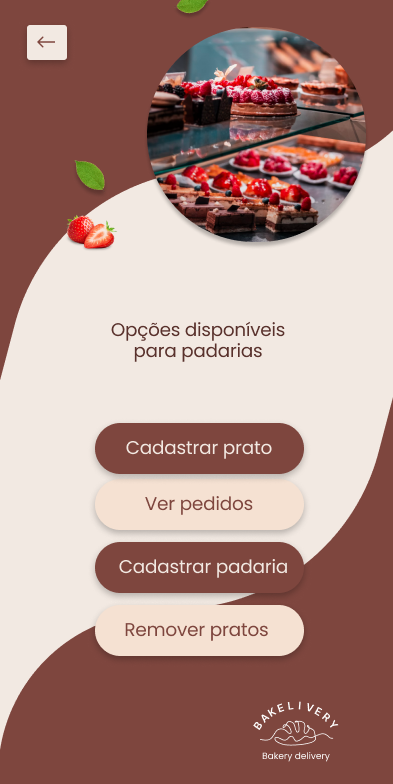 Opções disponíveis
para padarias
Cadastrar prato
Ver pedidos
Cadastrar padaria
Remover pratos
BAKELIVERY
Bakery delivery